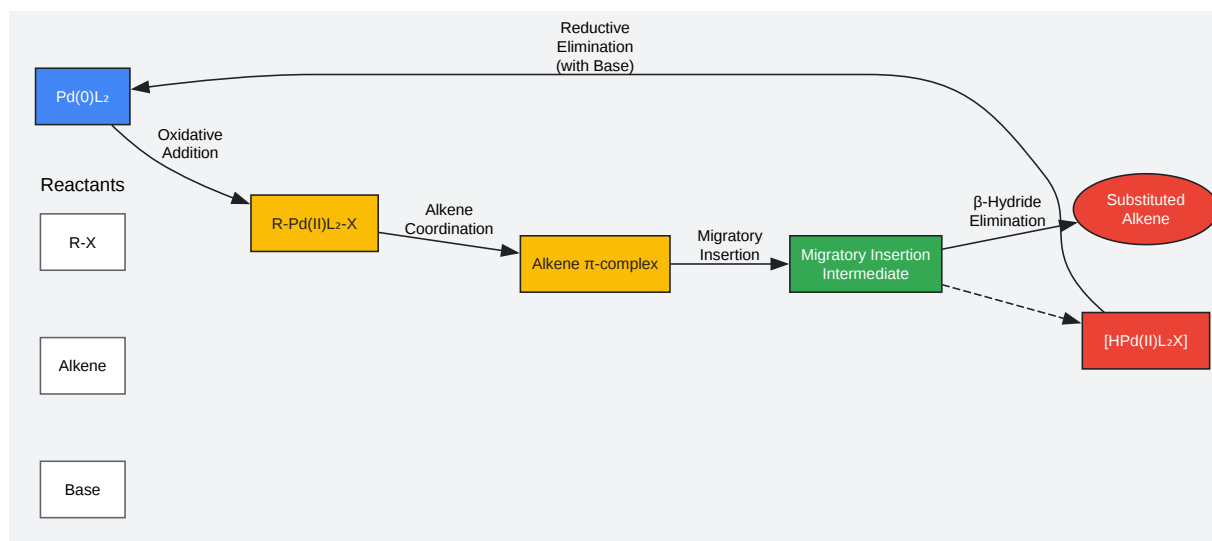 Reductive
Elimination
(with Base)
Pd(0)L₂
Oxidative
Addition
Reactants
R-X
R-Pd(II)L₂-X
Alkene
Coordination
Alkene π-complex
Migratory
Insertion
Migratory Insertion
Intermediate
β-Hydride
Elimination
Substituted
Alkene
[HPd(II)L₂X]
Alkene
Base